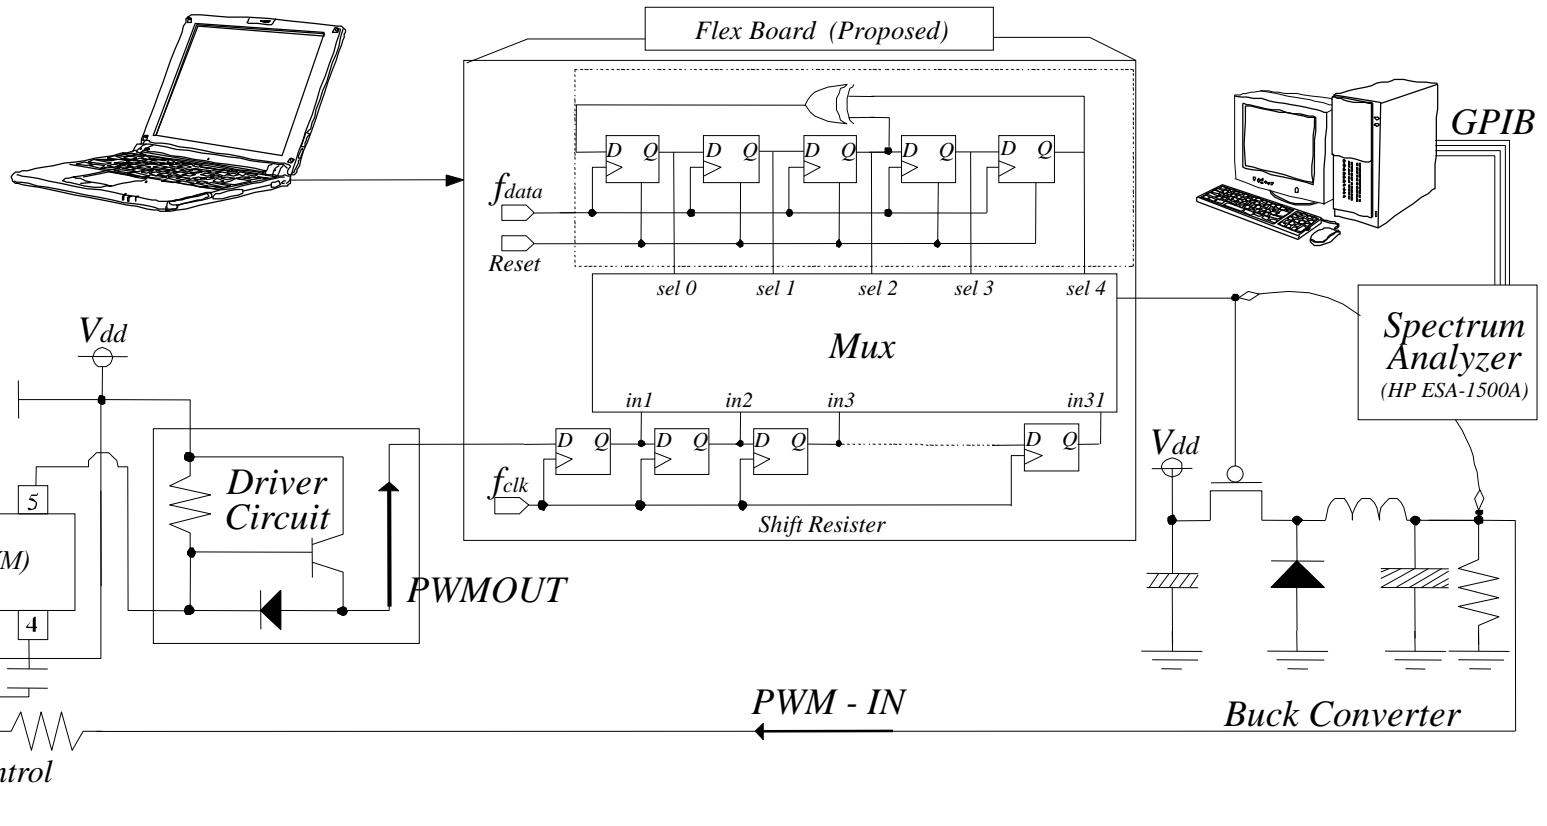 Flex Board (Proposed)
GPIB
D Q D Q D Q D Q D Q
fdata
Reset
sel 0 sel 1 sel 2 sel 3 sel 4
Mux
in1 in2 in3 in31
Spectrum
Analyzer
(HP ESA-1500A)
Vdd
D Q D Q D Q D Q
fclk
Shift Resister
Vdd
Driver
Circuit
5
M)
4
PWMOUT
PWM - IN
Buck Converter
ntrol